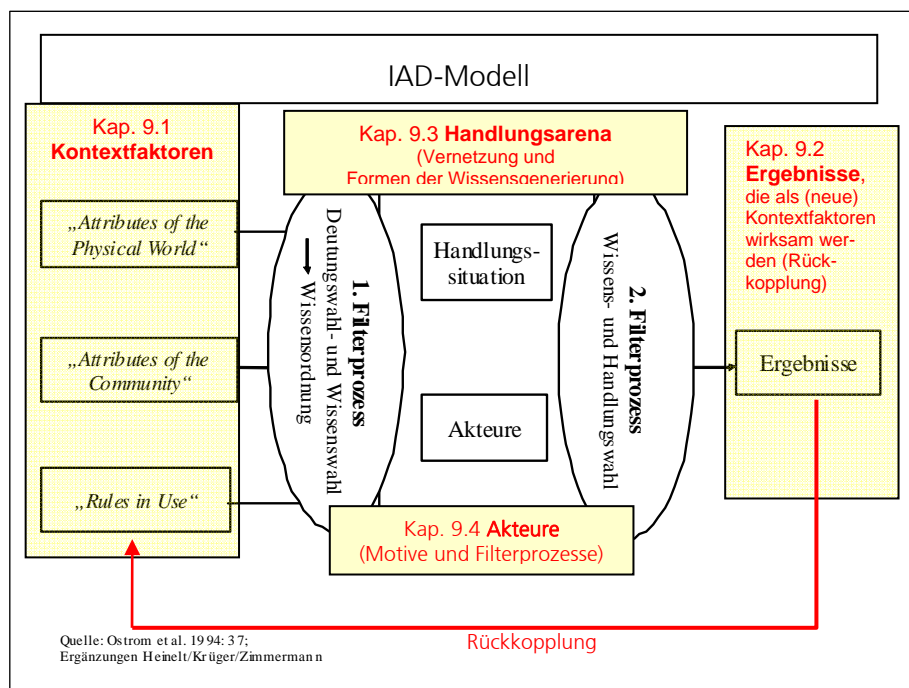 IAD-Modell
Kap. 9.1
Kontextfaktoren
„Attributes of the
Physical World“
„Attributes of the
Community“
„Rules in Use“
Kap. 9.3 Handlungsarena
(Vernetzung und
Formen der Wissensgenerierung)
1. Filterprozess
Deutungswahl- und Wissenswahl
Wissensordnung
Handlungs-
situation
Akteure
2. Filterprozess
Wissens- und Handlungswahl
Kap. 9.4 Akteure
(Motive und Filterprozesse)
Kap. 9.2
Ergebnisse,
die als (neue)
Kontextfaktoren
wirksam wer-
den (Rück-
kopplung)
Ergebnisse
Rückkopplung
Quelle: Ostrom et al. 1994: 37;
Ergänzungen Heinelt/Krüger/Zimmermann